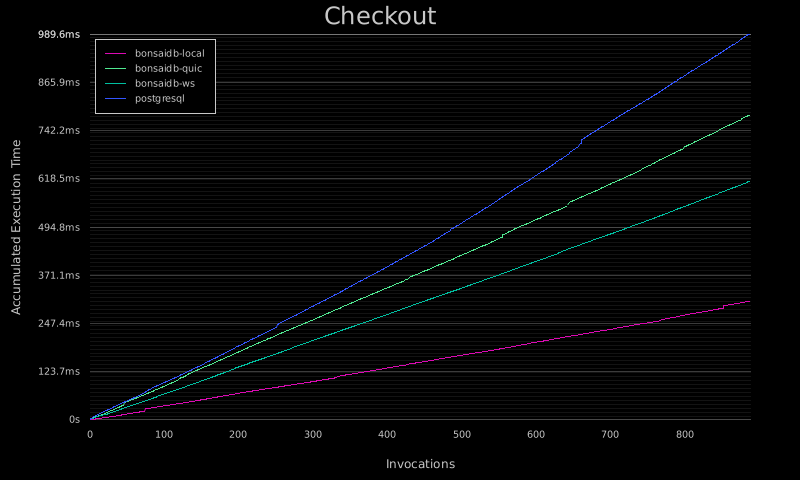 Checkout
989.6ms
865.9ms
742.2ms
618.5ms
494.8ms
371.1ms
247.4ms
123.7ms
0s
bonsaidb-local
bonsaidb-quic
bonsaidb-ws
postgresql
Accumulated Execution Time
0 100 200 300 400 500 600 700 800
Invocations